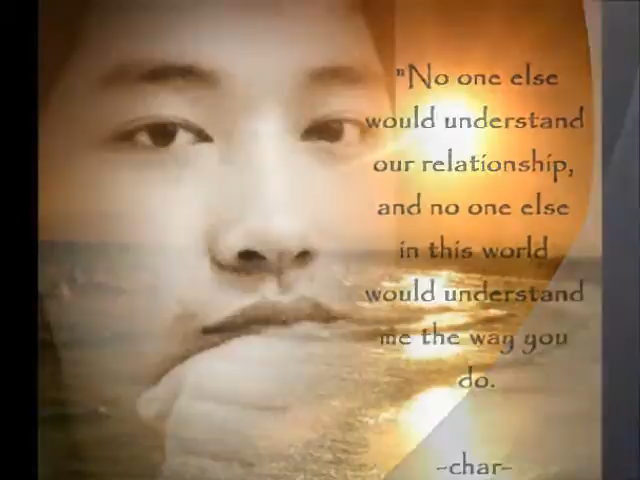 "No one else
would understand
our relationship,
and no one else
in this world
would understand
me the way you
do.
-char-